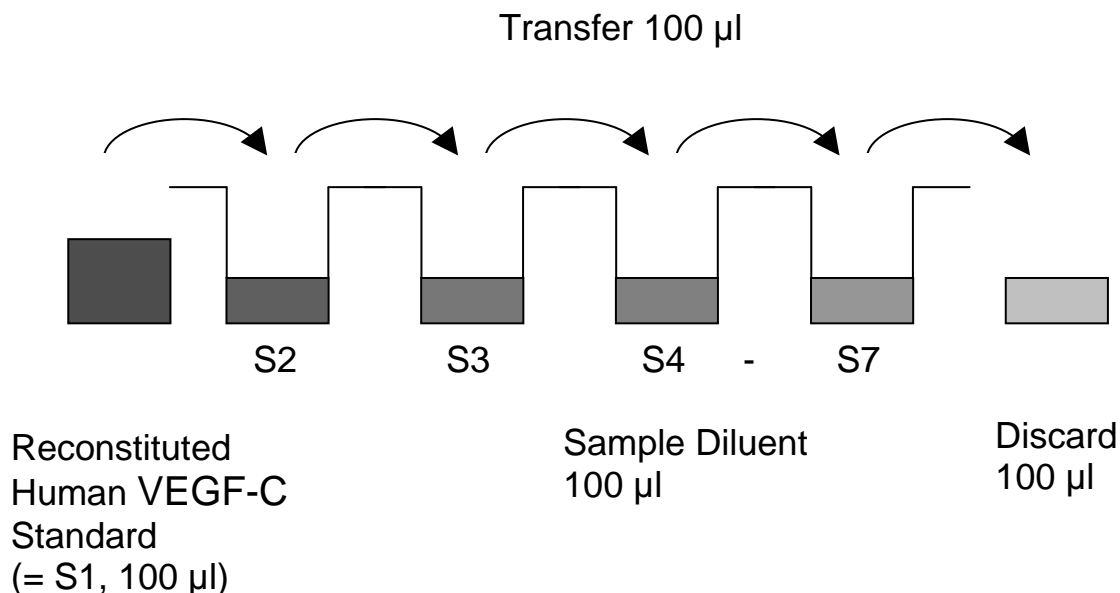 Transfer 100 µl
S2 S3 S4 - S7
Reconstituted
Human VEGF-C
Standard
(= S1, 100 µl)
Sample Diluent
100 µl
Discard
100 µl